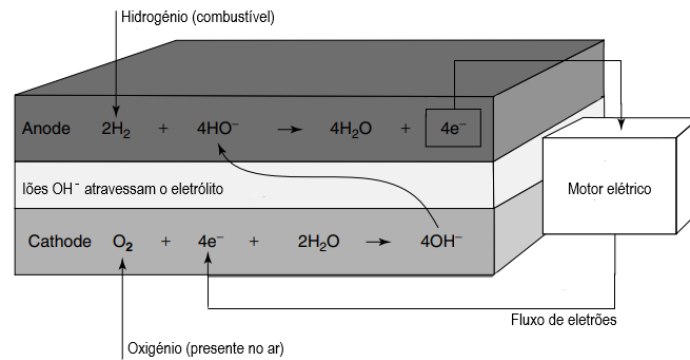 Hidrogénio (combustível)
Anode 2H₂ + 4HO⁻ → 4H₂O + 4e⁻
Iões OH⁻ atravessam o eletrólito
Motor elétrico
Cathode O₂ + 4e⁻ + 2H₂O → 4OH⁻
Fluxo de eletrões
Oxigénio (presente no ar)